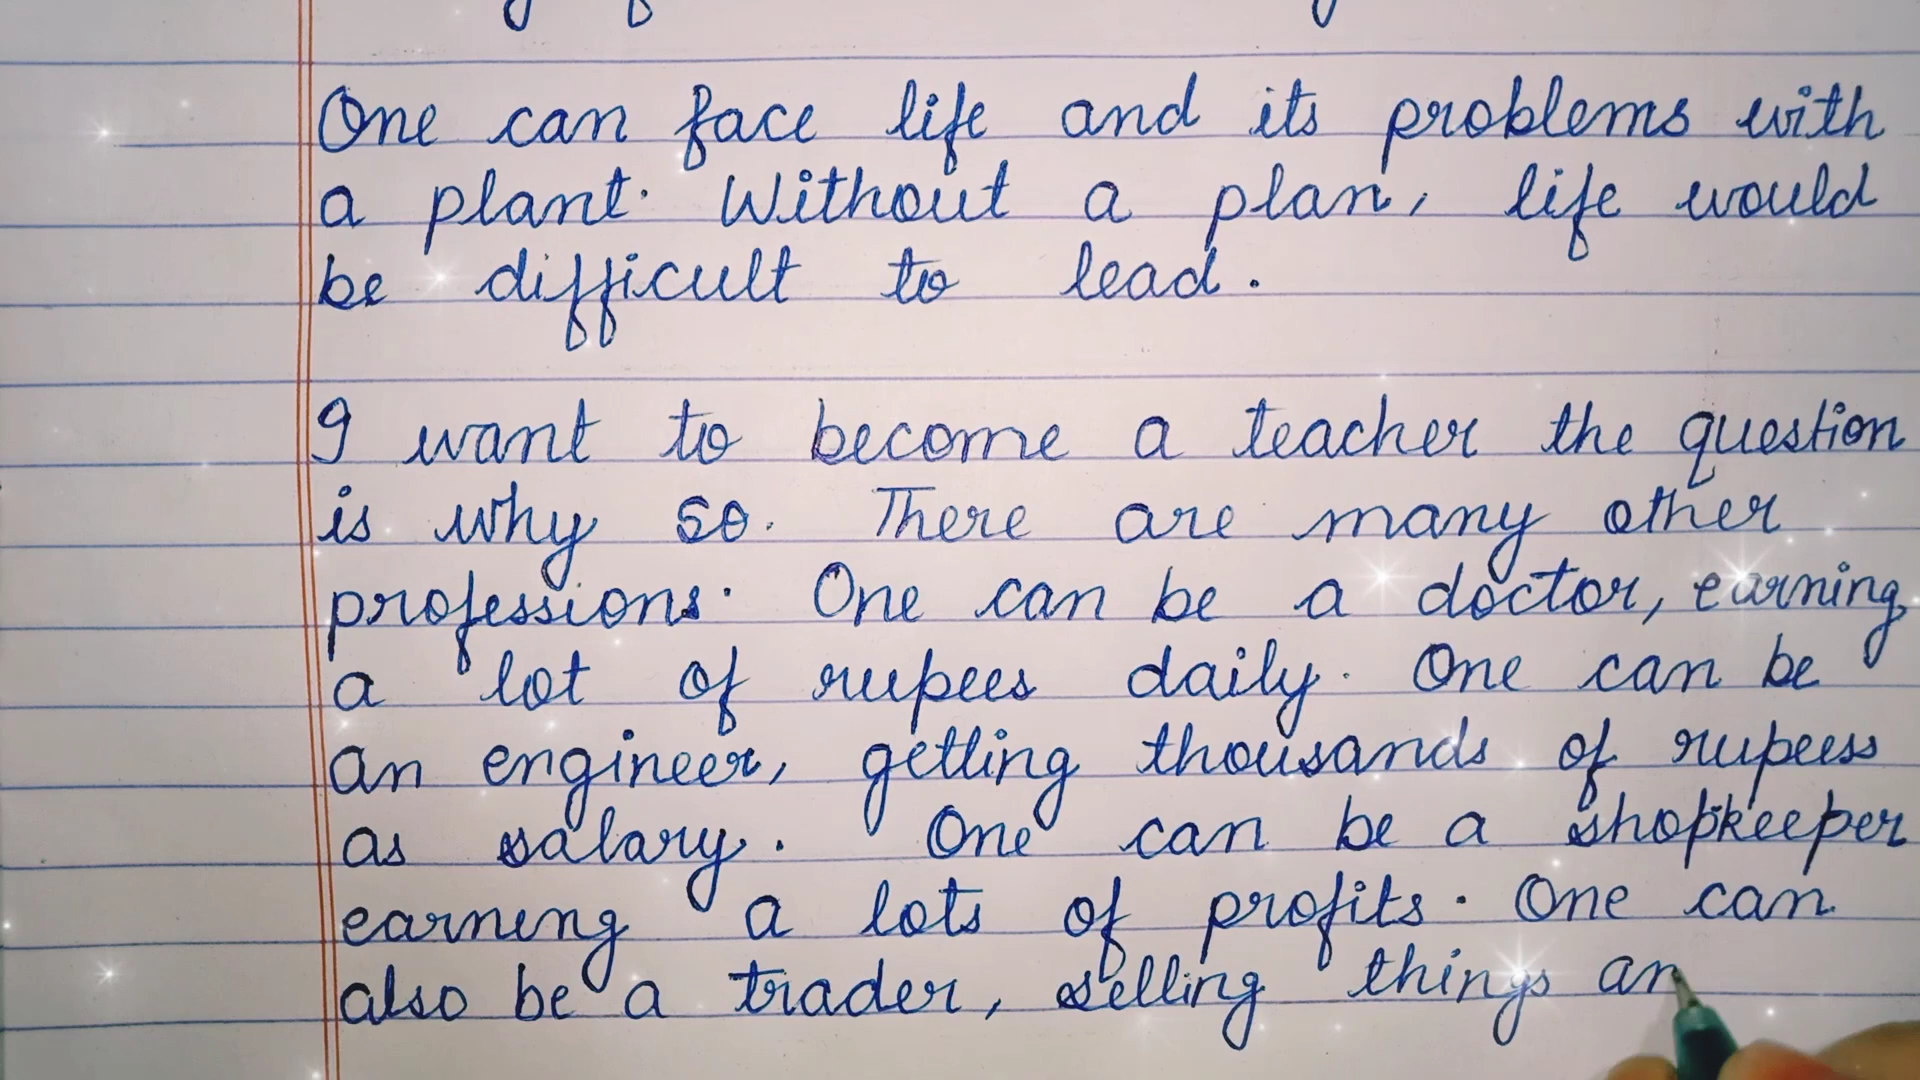 One can face life and its problems with
a plant. Without a plan, life would
be difficult to lead.
I want to become a teacher the question
is why so. There are many other
professions. One can be a doctor, earning
a lot of rupees daily. One can be
an engineer, getting thousands of rupeess
as salary. One can be a shopkeeper
earneng a lots of profits. One can
also be a trader, selling things an